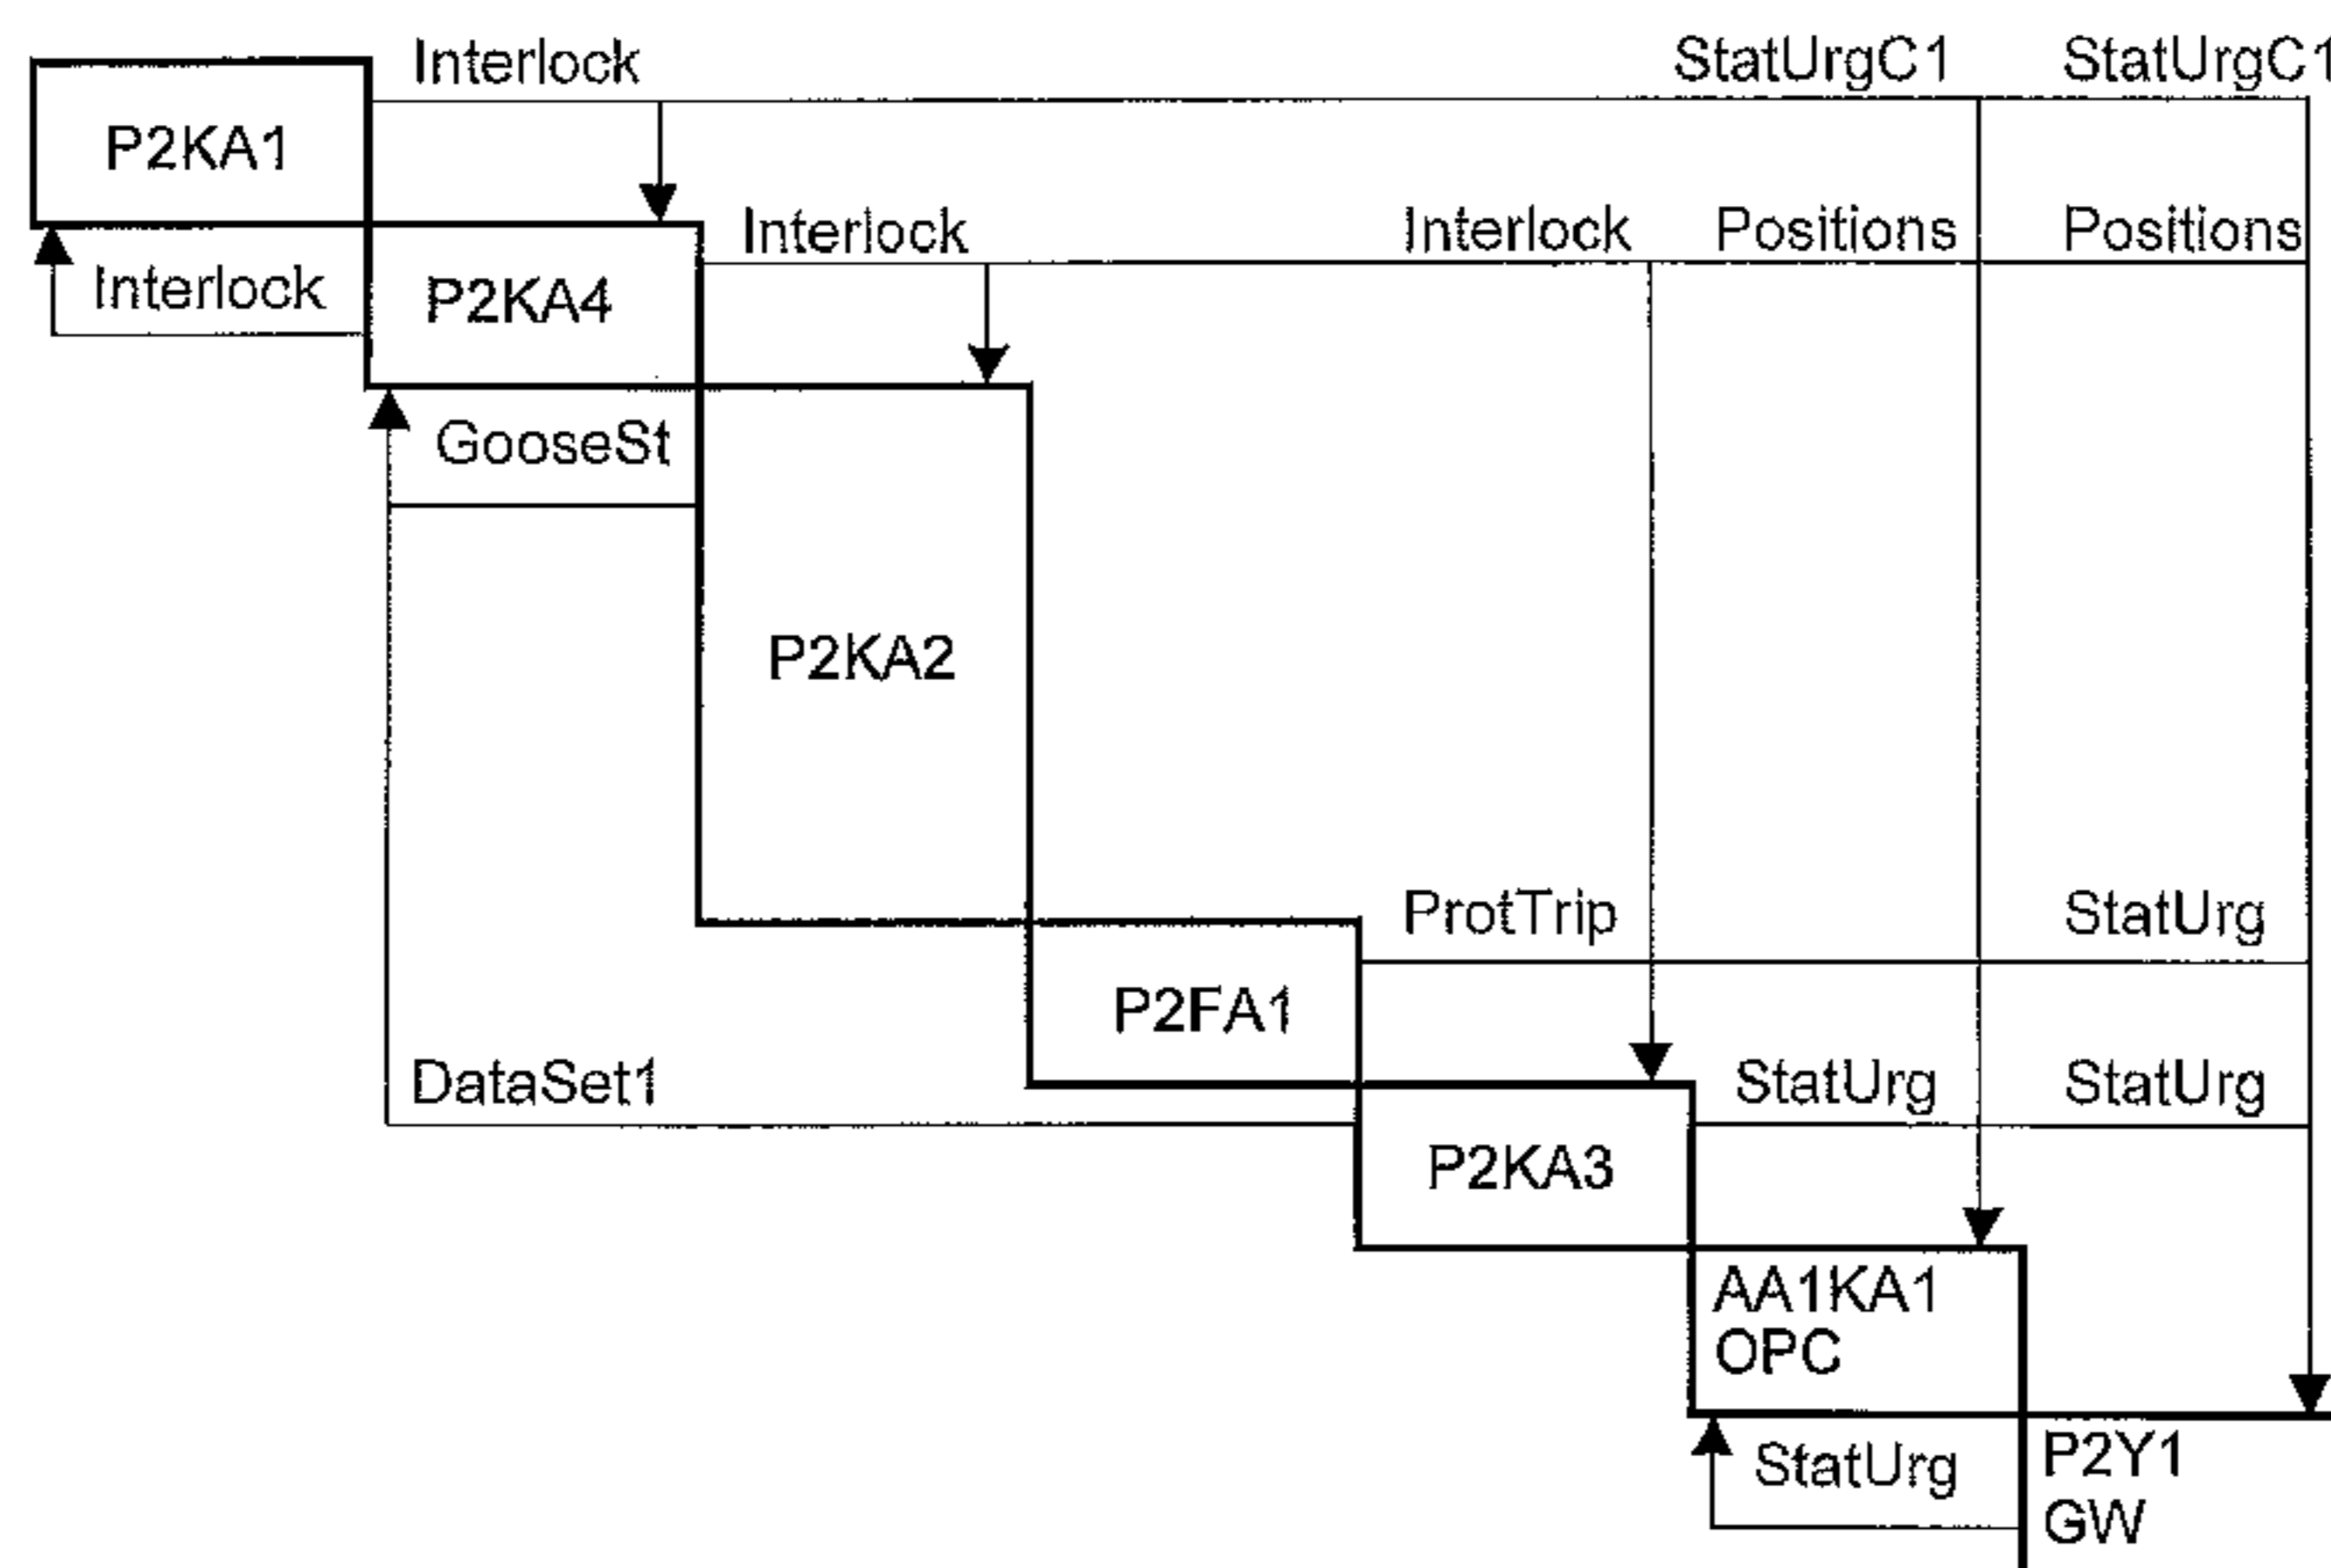 Interlock
StatUrgC1
StatUrgC1
P2KA1
Interlock
Interlock
Positions
Positions
Interlock
P2KA4
GooseSt
P2KA2
ProtTrip
StatUrg
P2FA1
DataSet1
StatUrg
StatUrg
P2KA3
AA1KA1
OPC
StatUrg
P2Y1
GW